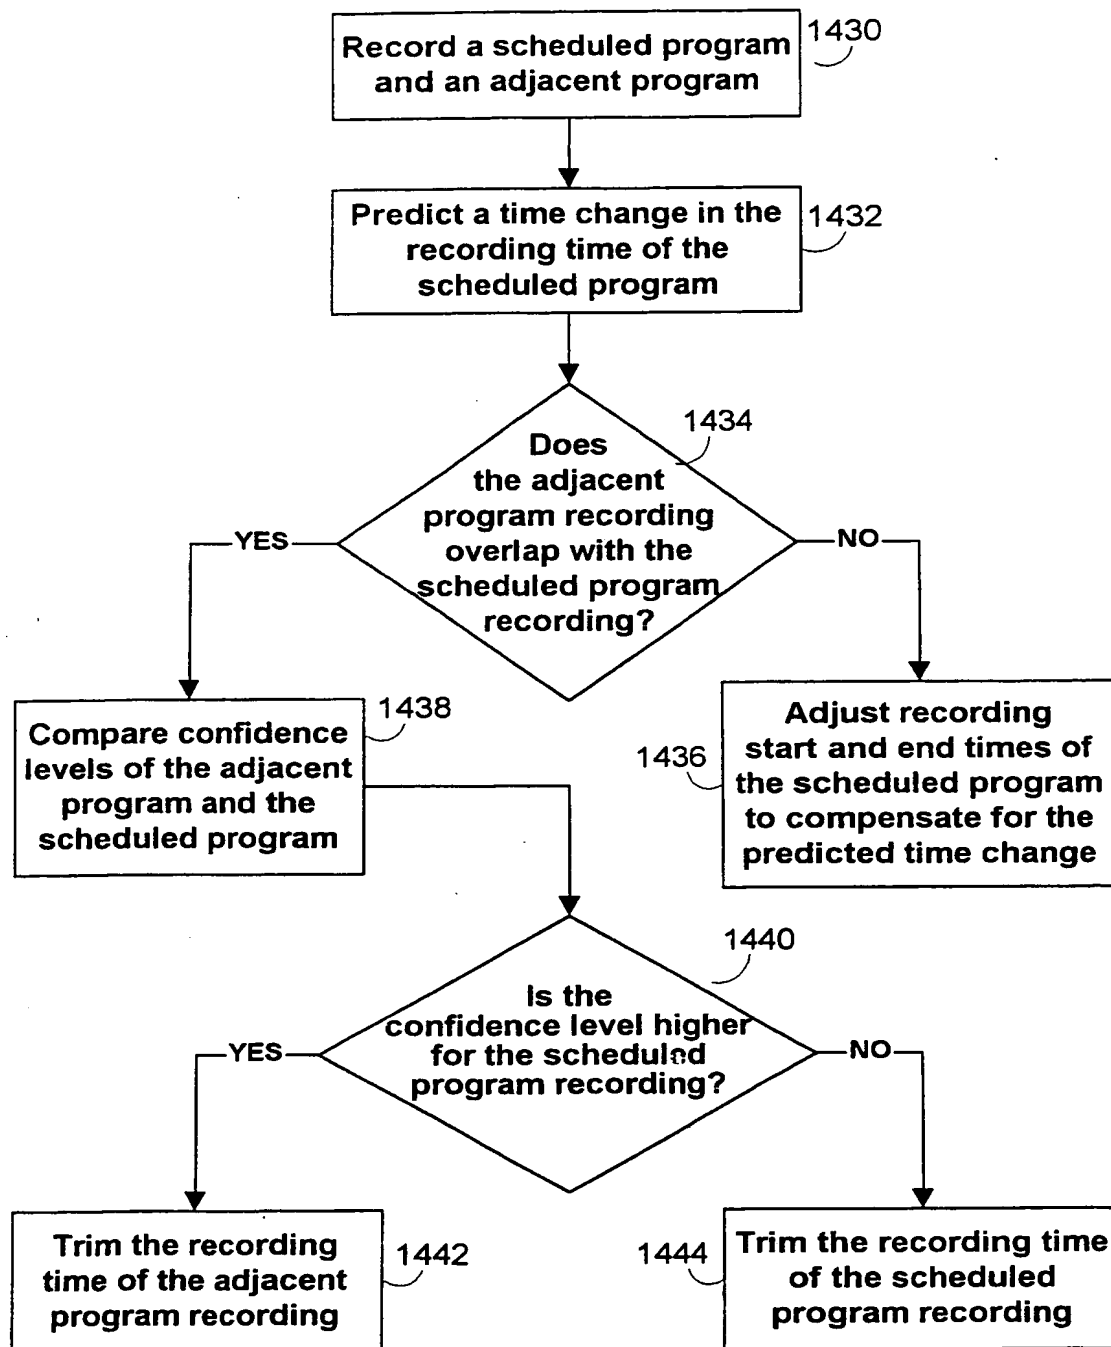 Record a scheduled program
and an adjacent program
1430
Predict a time change in the
recording time of the
scheduled program
1432
Does
the adjacent
program recording
overlap with the
scheduled program
recording?
1434
YES
NO
Compare confidence
levels of the adjacent
program and the
scheduled program
1438
1436
Adjust recording
start and end times of
the scheduled program
to compensate for the
predicted time change
Is the
confidence level higher
for the scheduled
program recording?
1440
YES
NO
Trim the recording
time of the adjacent
program recording
1442
1444
Trim the recording time
of the scheduled
program recording